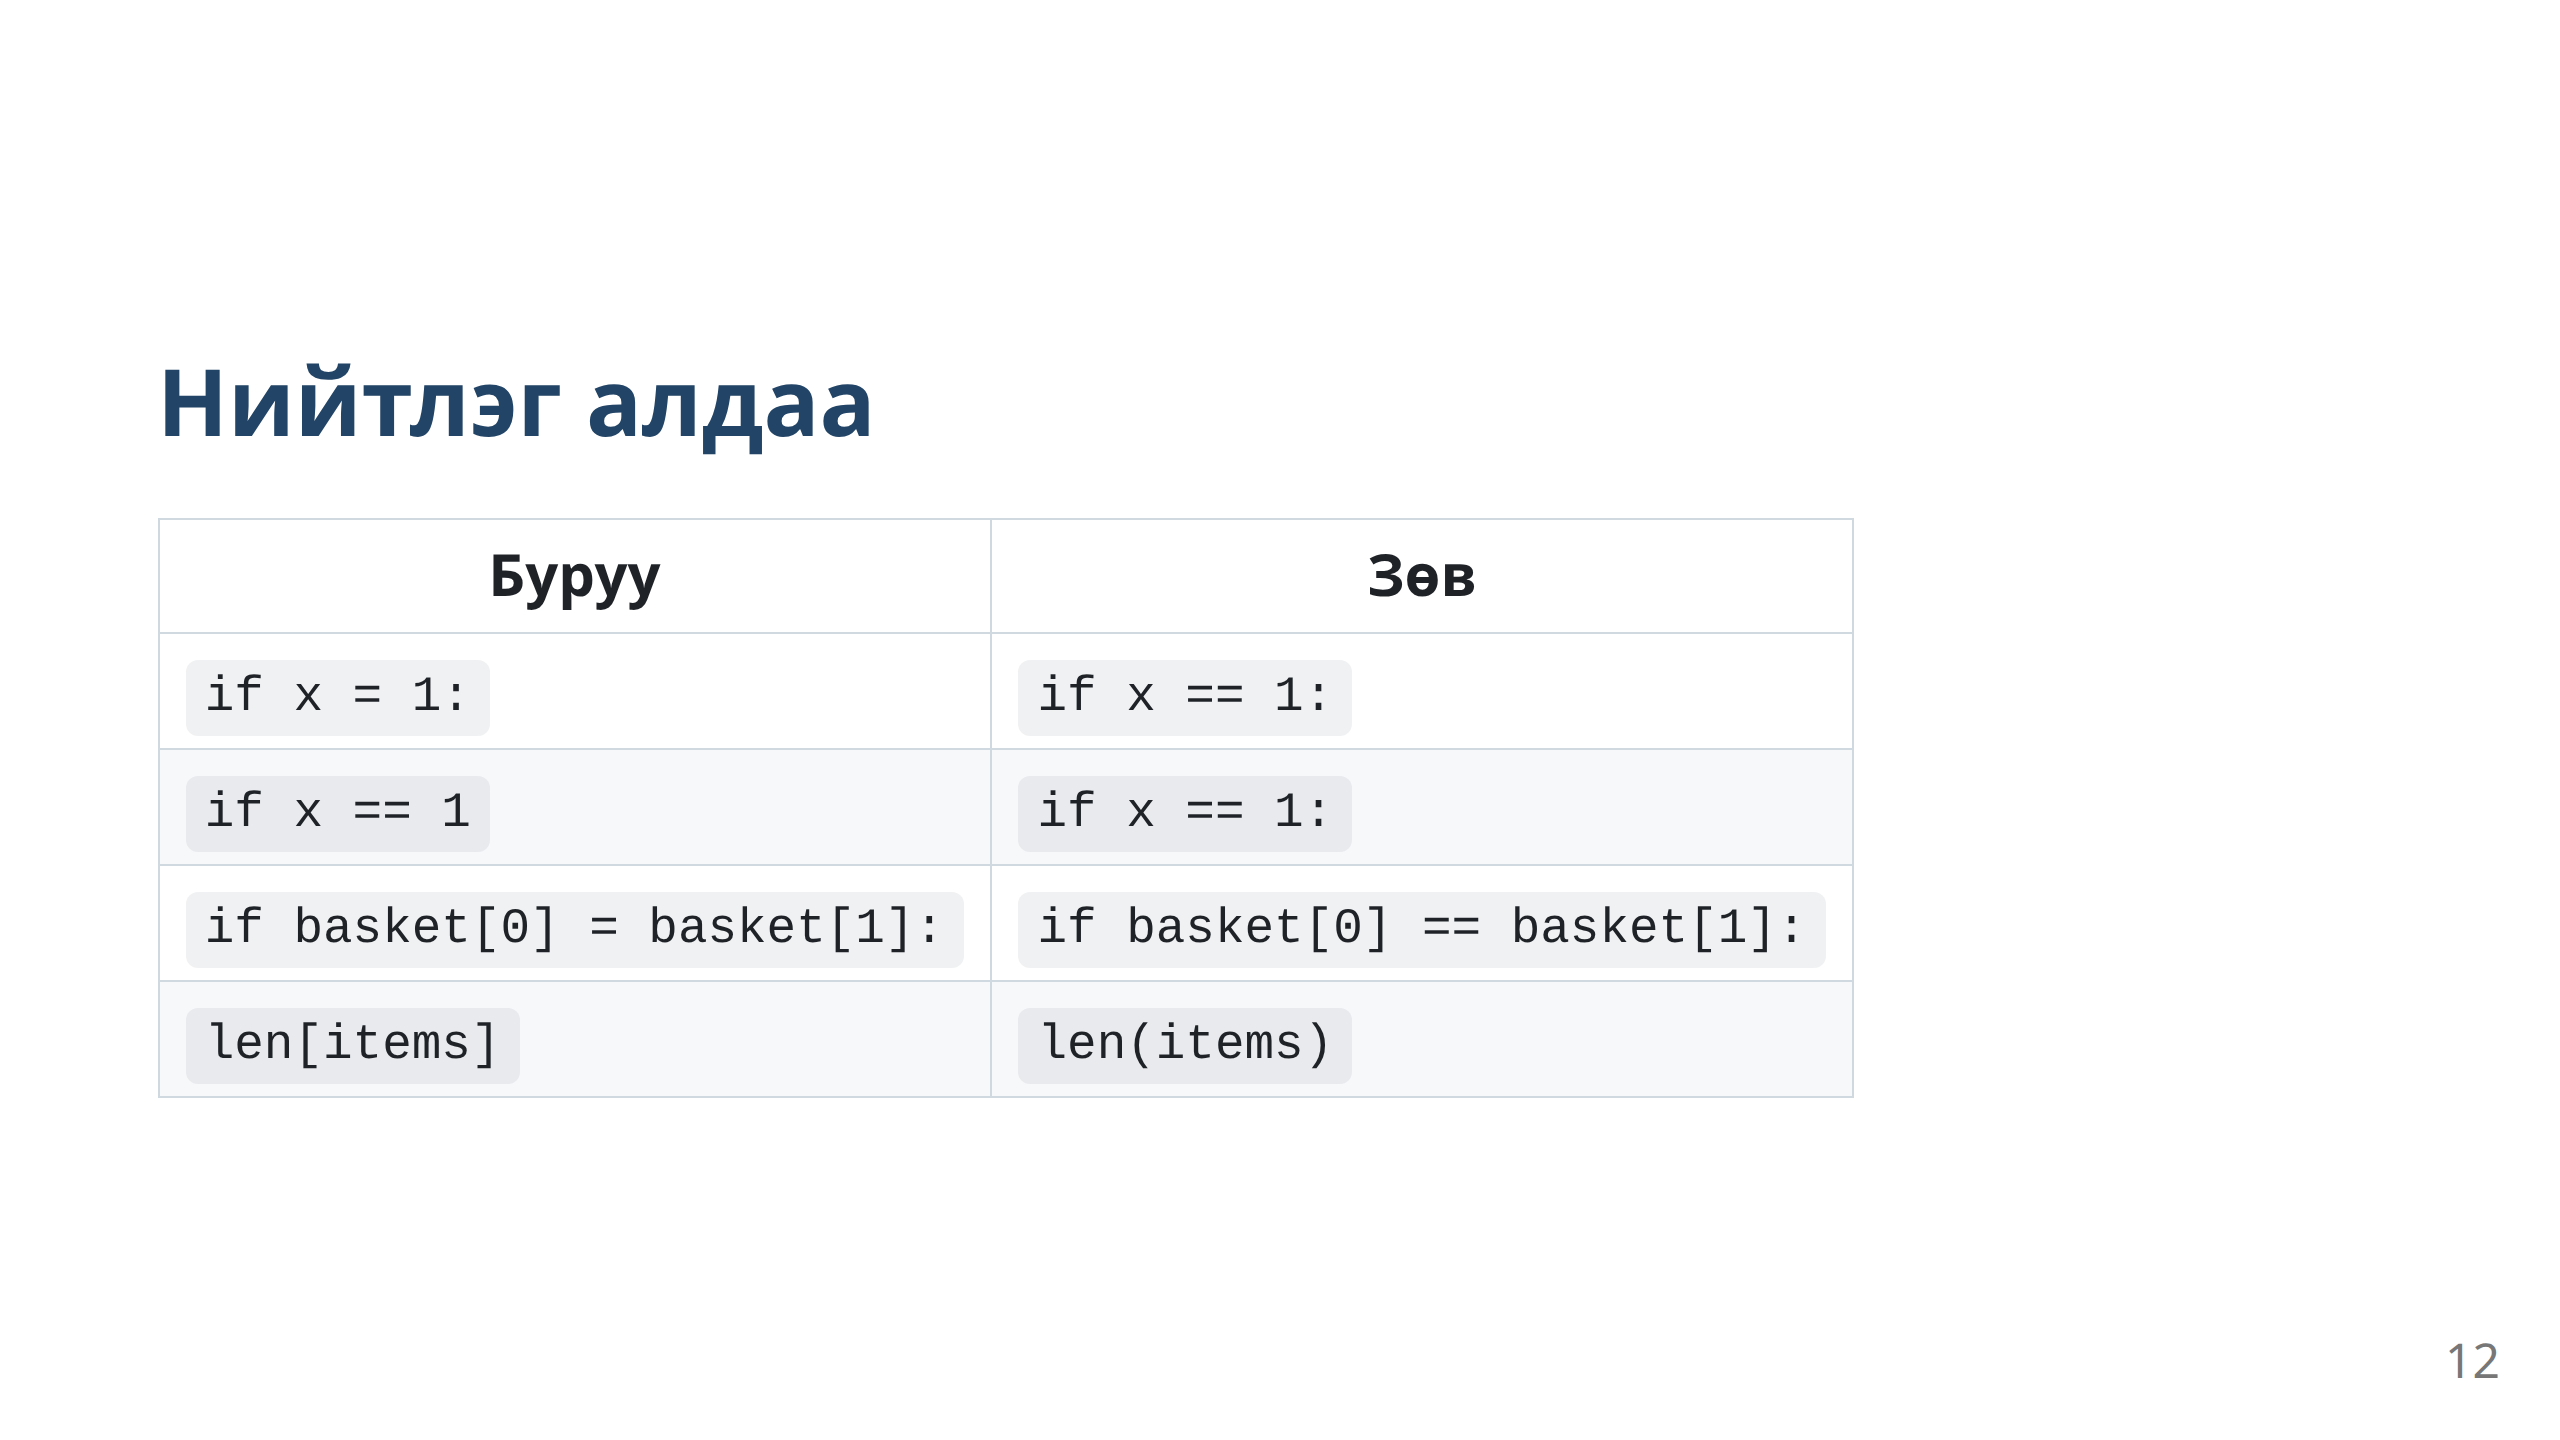 Нийтлэг алдаа
Буруу Зөв
if x = 1: if x == 1:
if x == 1 if x == 1:
if basket[0] = basket[1]: if basket[0] == basket[1]:
len[items] len(items)
12